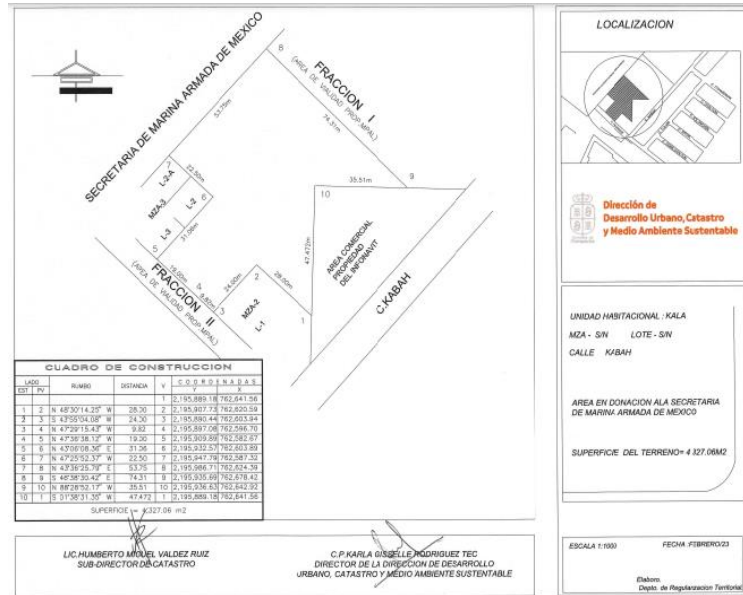 SECRETARIA DE MARINA ARMADA DE MEXICO
8
FRACCION I
(AREA DE VIALIDAD PROP-MPAL)
53.75m
74.31m
7
22.50m
L-2-A
MZA-3
L-2
6
L-3
31.06m
5
35.51m
9
10
47.472m
AREA COMERCIAL
PROPIEDAD
DEL INFONAVIT
C.KABAH
19.00m
4
9.82m
FRACCION II
(AREA DE VIALIDAD PROP-MPAL)
3
24.00m
2
28.00m
MZA-2
L-1
1
CUADRO DE CONSTRUCCION
LADO RUMBO DISTANCIA V COORDENADAS
EST PV Y X
1 2,195,889.18 762,641.56
1 2 N 48°30'14.25" W 28.30 2 2,195,907.73 762,620.59
2 3 S 43°55'04.08" W 24.30 3 2,195,890.44 762,603.94
3 4 N 47°29'15.43" W 9.82 4 2,195,897.08 762,596.70
4 5 N 47°36'38.12" W 19.30 5 2,195,909.89 762,582.67
5 6 N 43°06'08.36" E 31.36 6 2,195,932.57 762,603.89
6 7 N 47°25'52.37" W 22.50 7 2,195,947.79 762,587.32
7 8 N 43°36'25.79" E 53.75 8 2,195,986.71 762,624.39
8 9 S 46°38'30.42" E 74.31 9 2,195,935.69 762,678.42
9 10 N 88°28'52.17" W 35.51 10 2,195,936.63 762,642.92
10 1 S 01°38'31.35" W 47.472 1 2,195,889.18 762,641.56
SUPERFICIE = 4,327.06 m2
LIC.HUMBERTO MIGUEL VALDEZ RUIZ
SUB-DIRECTOR DE CATASTRO
C.P.KARLA GISSELLE RODRIGUEZ TEC
DIRECTOR DE LA DIRECCION DE DESARROLLO
URBANO, CATASTRO Y MEDIO AMBIENTE SUSTENTABLE
LOCALIZACION
Dirección de
Desarrollo Urbano, Catastro
y Medio Ambiente Sustentable
UNIDAD HABITACIONAL : KALA
MZA - S/N LOTE - S/N
CALLE KABAH
AREA EN DONACION ALA SECRETARIA
DE MARINA ARMADA DE MEXICO
SUPERFICIE DEL TERRENO= 4 327.06M2
ESCALA 1:1000 FECHA :FEBRERO/23
Elaboro.
Depto. de Regularizacion Territorial